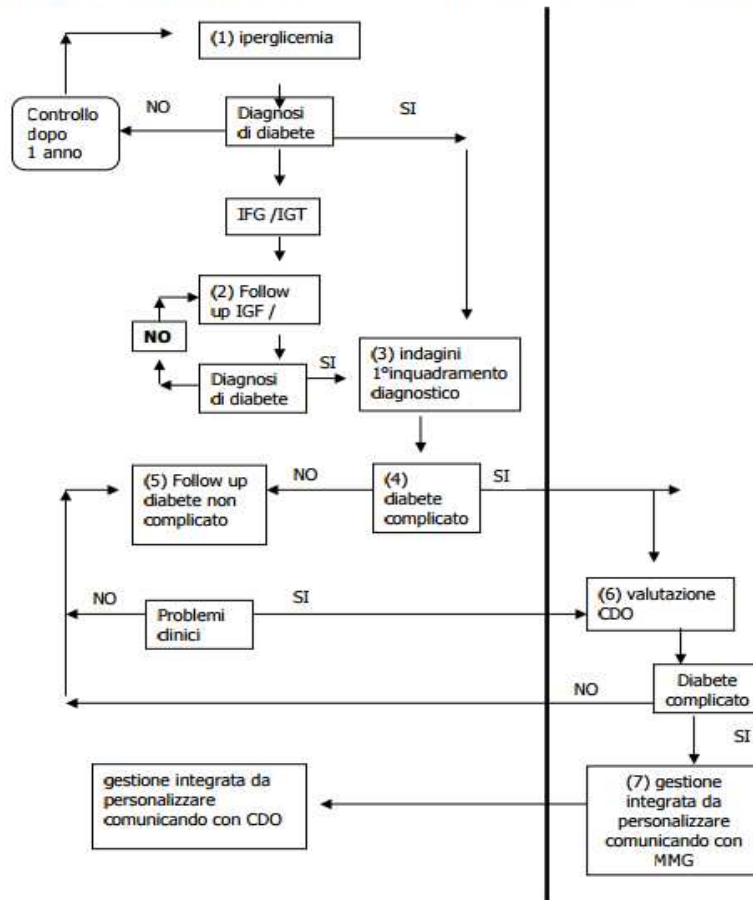 (1) iperglicemia
Controllo
dopo
1 anno
NO
Diagnosi
di diabete
SI
IFG /IGT
(2) Follow
up IGF /
NO
Diagnosi
di diabete
SI
(3) indagini
1°inquadramento
diagnostico
(5) Follow up
diabete non
complicato
NO
(4)
diabete
complicato
SI
NO
Problemi
clinici
SI
(6) valutazione
CDO
NO
Diabete
complicato
SI
gestione integrata da
personalizzare
comunicando con CDO
(7) gestione
integrata da
personalizzare
comunicando con
MMG